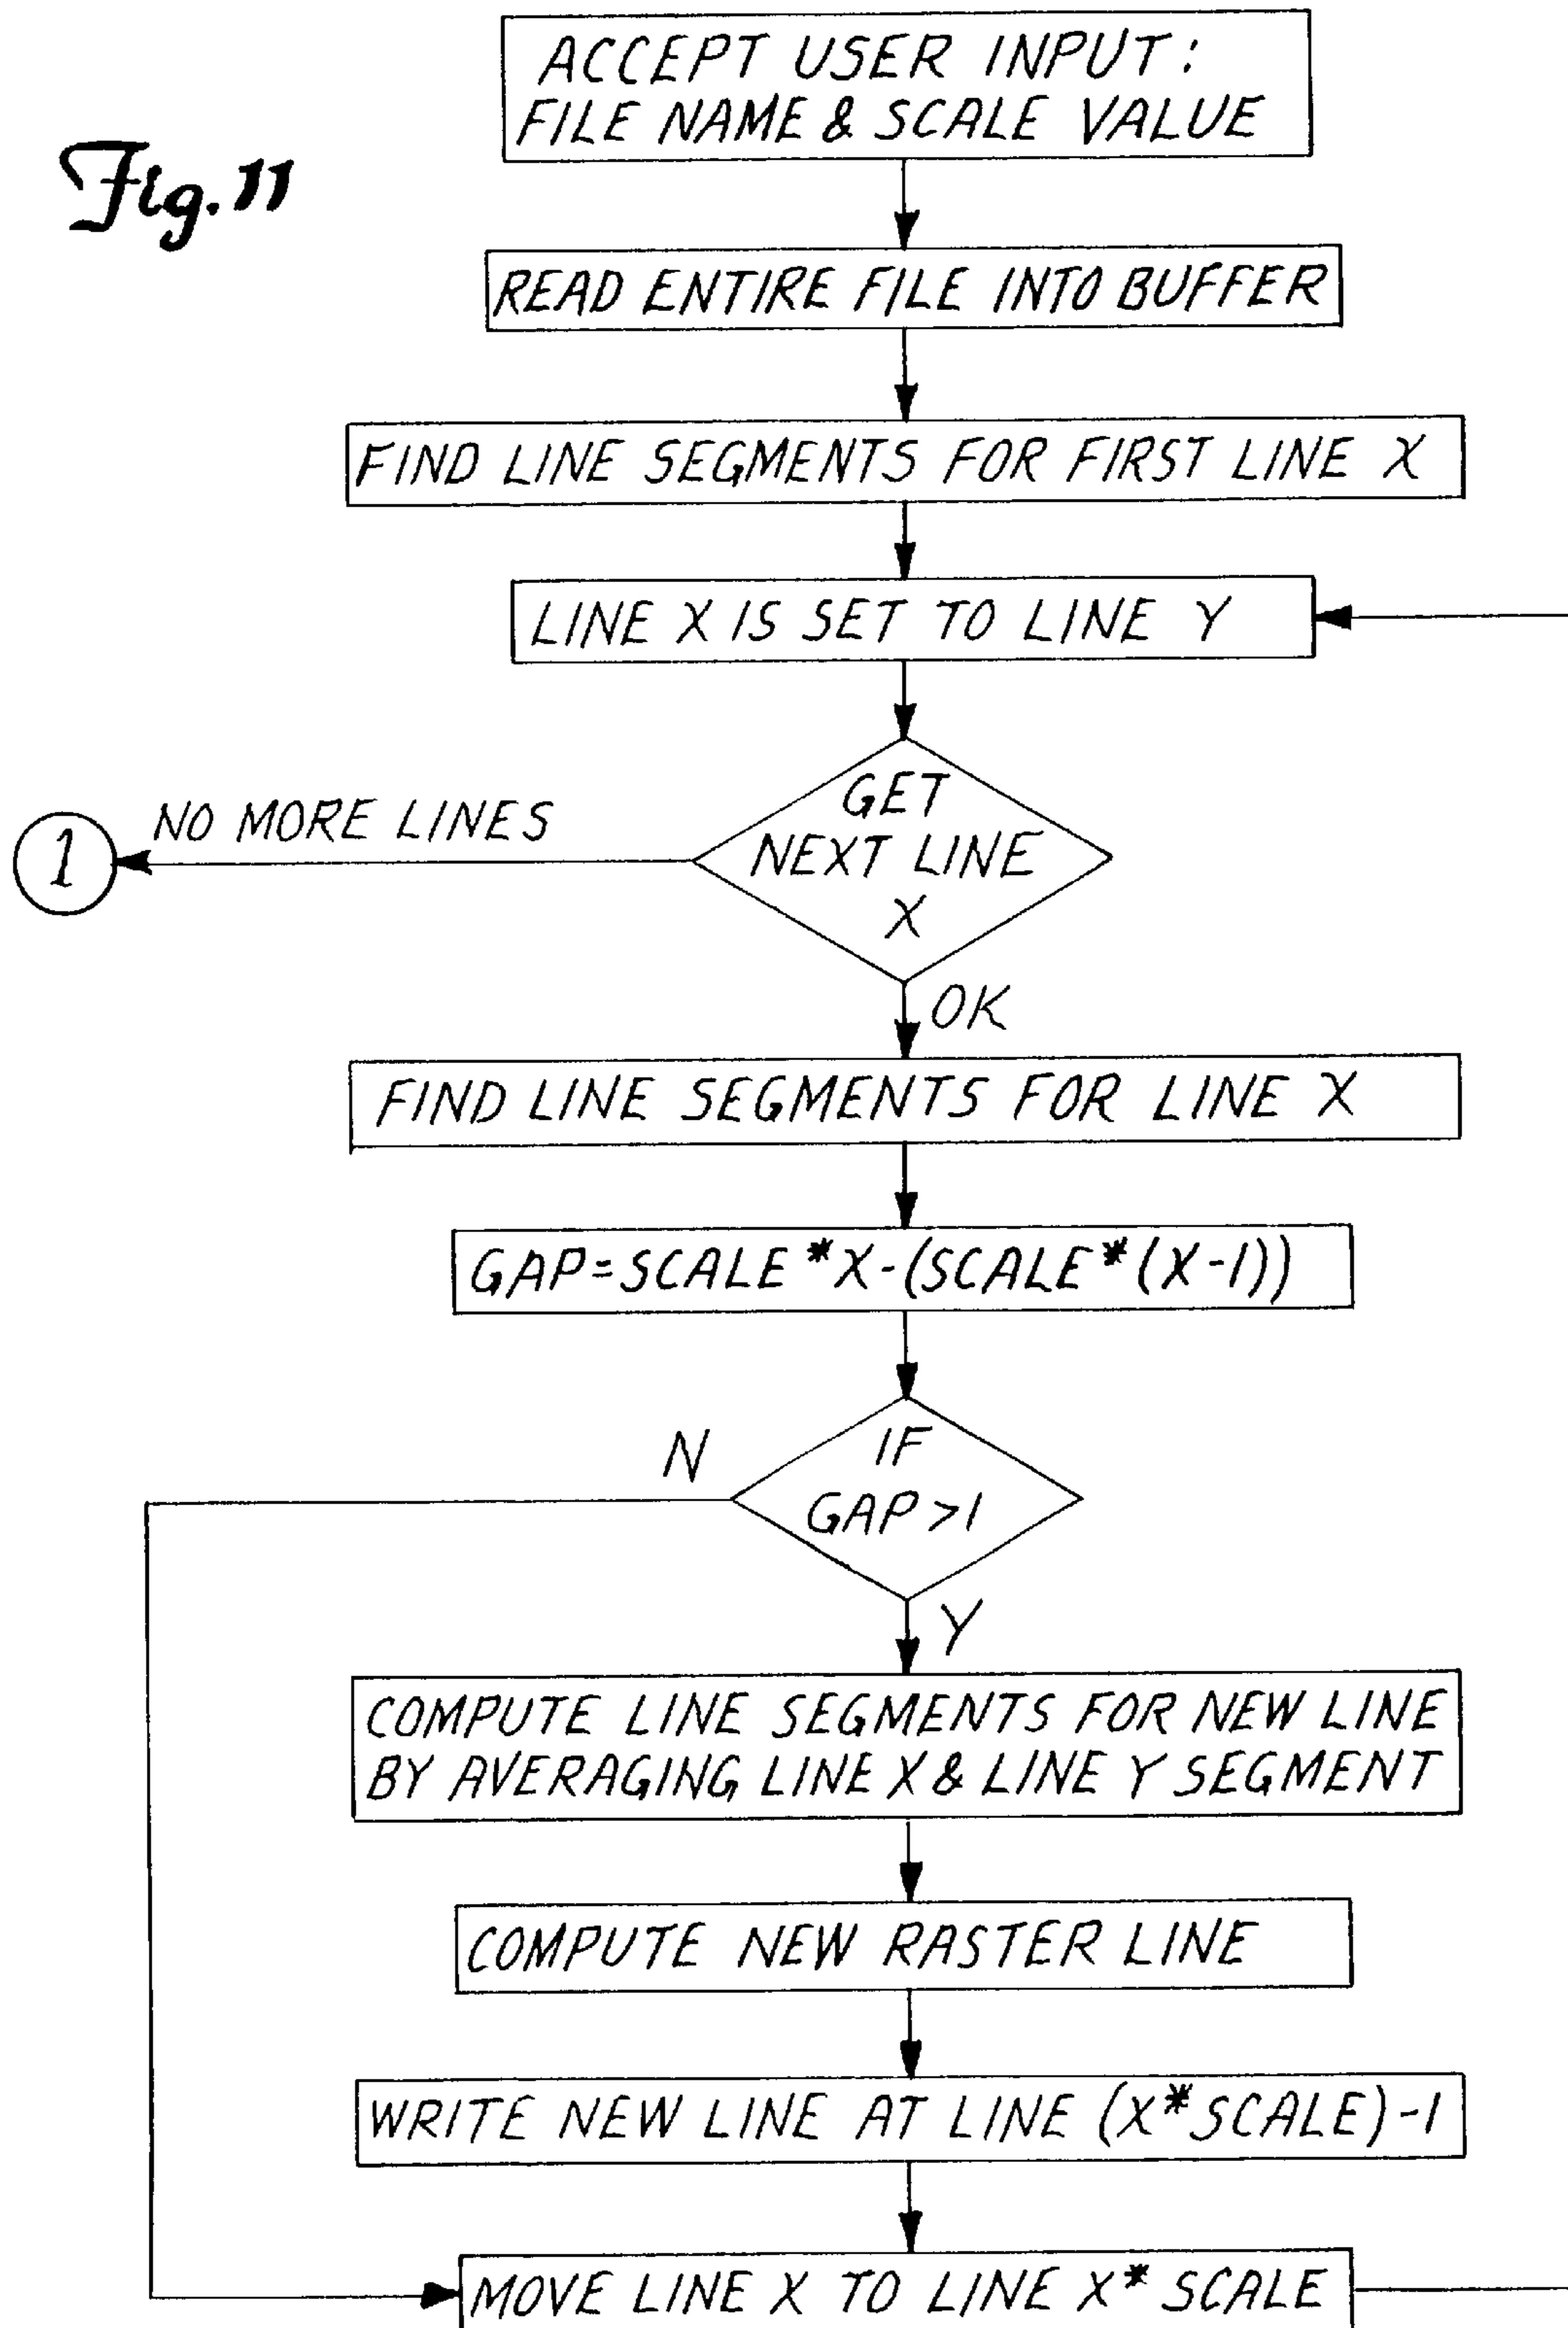 Fig. 11
ACCEPT USER INPUT:
FILE NAME & SCALE VALUE
READ ENTIRE FILE INTO BUFFER
FIND LINE SEGMENTS FOR FIRST LINE X
LINE X IS SET TO LINE Y
GET
NEXT LINE
X
NO MORE LINES
1
OK
FIND LINE SEGMENTS FOR LINE X
GAP=SCALE*X-(SCALE*(X-1))
IF
GAP>1
N
Y
COMPUTE LINE SEGMENTS FOR NEW LINE
BY AVERAGING LINE X & LINE Y SEGMENT
COMPUTE NEW RASTER LINE
WRITE NEW LINE AT LINE (X*SCALE)-1
MOVE LINE X TO LINE X*SCALE